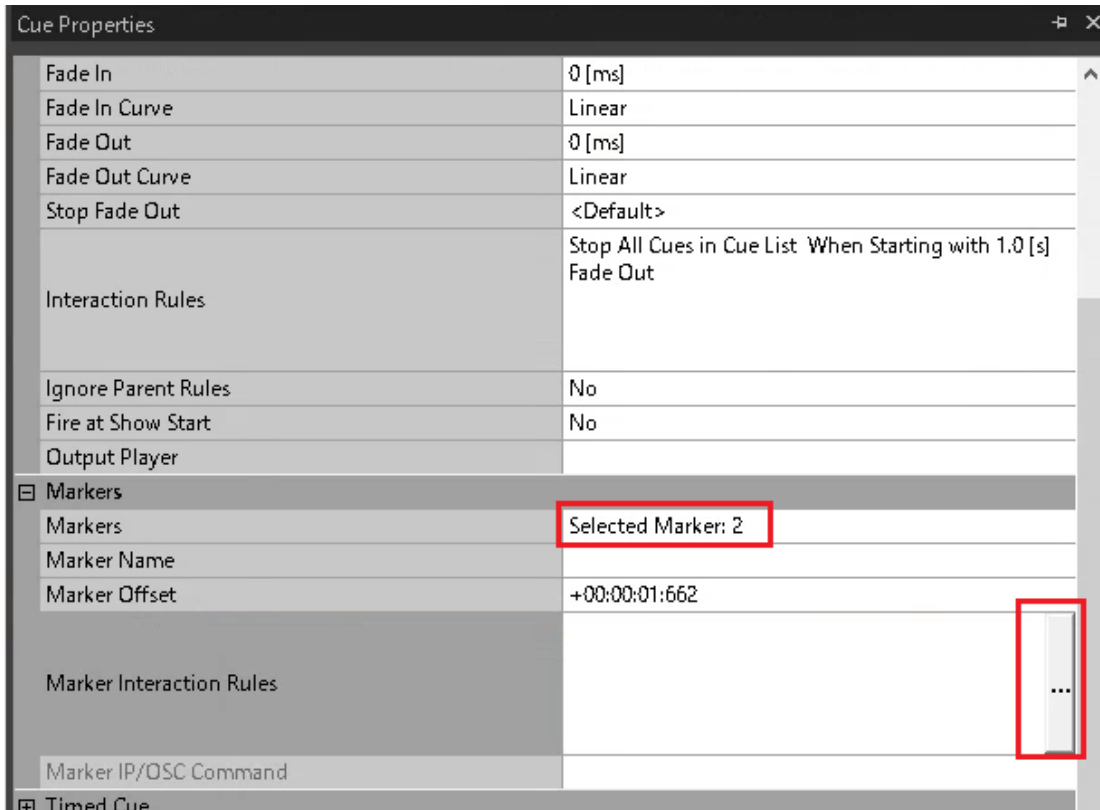 Cue Properties
Fade In 0 [ms]
Fade In Curve Linear
Fade Out 0 [ms]
Fade Out Curve Linear
Stop Fade Out <Default>
Interaction Rules Stop All Cues in Cue List When Starting with 1.0 [s]
Fade Out
Ignore Parent Rules No
Fire at Show Start No
Output Player
Markers
Markers Selected Marker: 2
Marker Name
Marker Offset +00:00:01:662
Marker Interaction Rules ...
Marker IP/OSC Command
Timed Cue